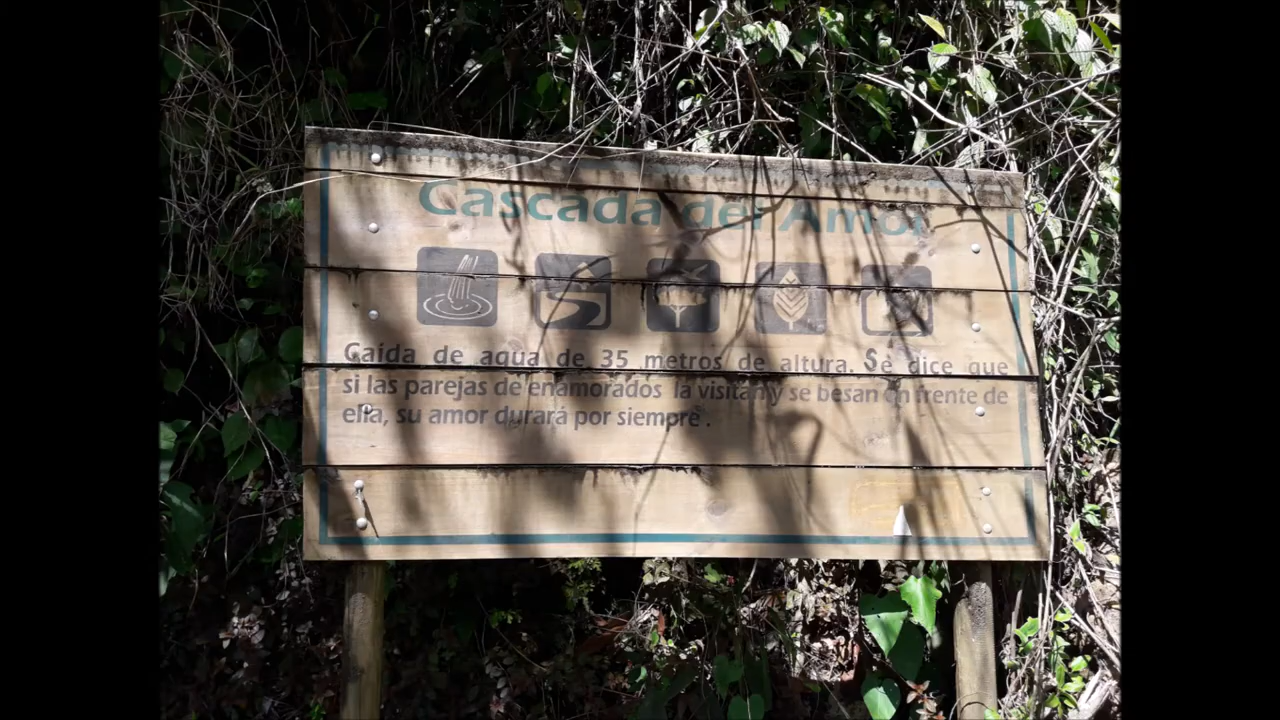 Cascada del Amor
Caída de agua de 35 metros de altura. Se dice que
si las parejas de enamorados la visitan y se besan en frente de
ella, su amor durará por siempre .